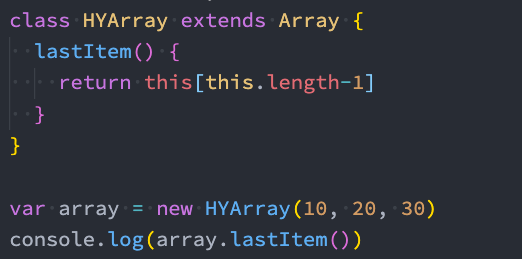 class HYArray extends Array {
  lastItem() {
    return this[this.length-1]
  }
}
var array = new HYArray(10, 20, 30)
console.log(array.lastItem())